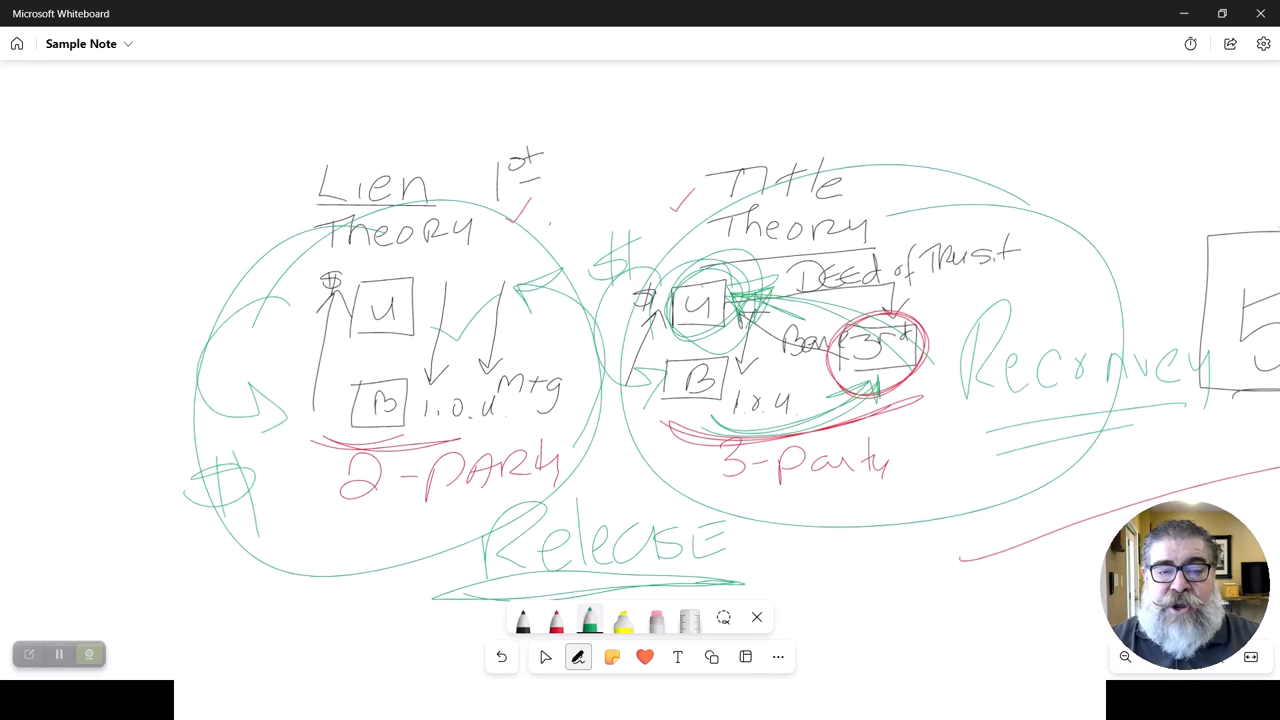 Microsoft Whiteboard
Sample Note
Lien 1st
Theory
$
U
B
I.O.U.
Mtg
2-PARty
Title
Theory
$
DEED of TRUST
$
U
3rd
B
I.O.U.
3-party
Reconvey
$
Release
T